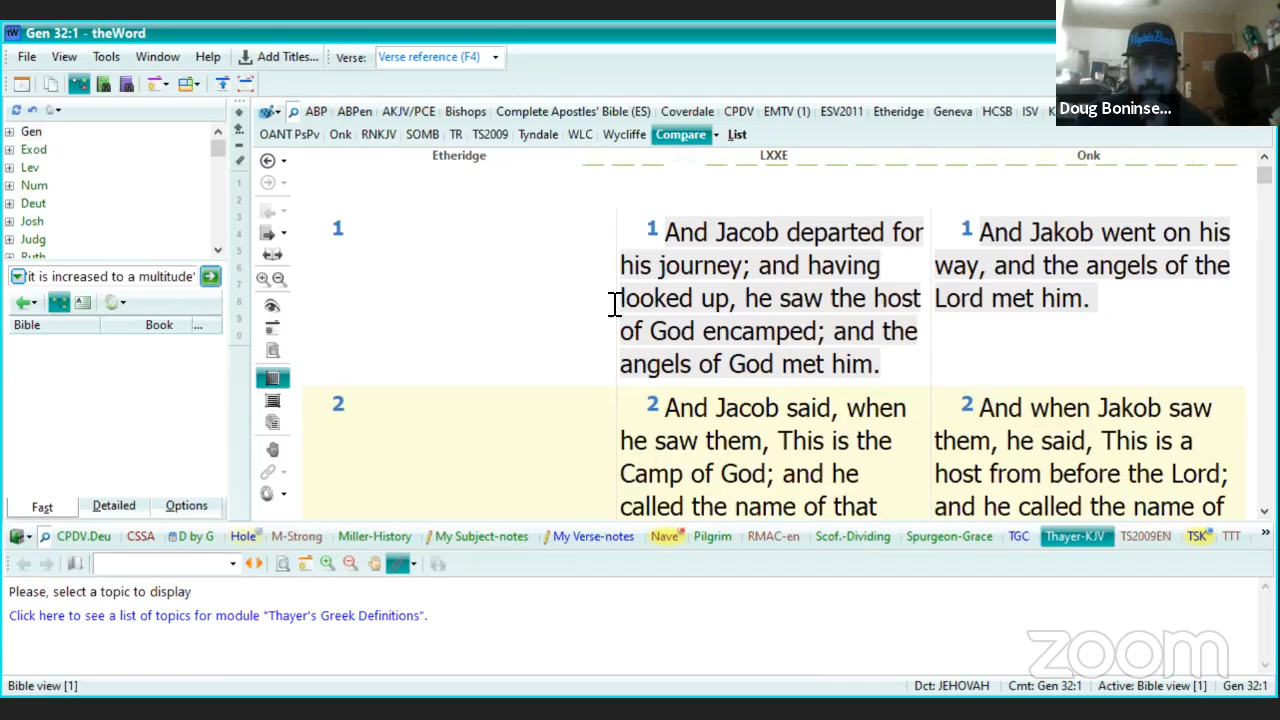 Gen 32:1 - theWord
File View Tools Window Help Add Titles... Verse: Verse reference (F4)
Doug Boninse...
ABP ABPen AKJV/PCE Bishops Complete Apostles' Bible (ES) Coverdale CPDV EMTV (1) ESV2011 Etheridge Geneva HCSB ISV
OANT PsPv Onk RNKJV SOMB TR TS2009 Tyndale WLC Wycliffe Compare List
Gen
Exod
Lev
Num
Deut
Josh
Judg
Ruth
it is increased to a multitude'
Bible Book ...
Fast Detailed Options
1
2
3
4
5
6
7
8
9
0
Etheridge LXXE Onk
1
1 And Jacob departed for
his journey; and having
looked up, he saw the host
of God encamped; and the
angels of God met him.
1 And Jakob went on his
way, and the angels of the
Lord met him.
2
2 And Jacob said, when
he saw them, This is the
Camp of God; and he
called the name of that
2 And when Jakob saw
them, he said, This is a
host from before the Lord;
and he called the name of
CPDV.Deu CSSA D by G Hole M-Strong Miller-History My Subject-notes My Verse-notes Nave Pilgrim RMAC-en Scof.-Dividing Spurgeon-Grace TGC Thayer-KJV TS2009EN TSK TTT
Please, select a topic to display
Click here to see a list of topics for module "Thayer's Greek Definitions".
zoom
Bible view [1] Dct: JEHOVAH Cmt: Gen 32:1 Active: Bible view [1] Gen 32:1